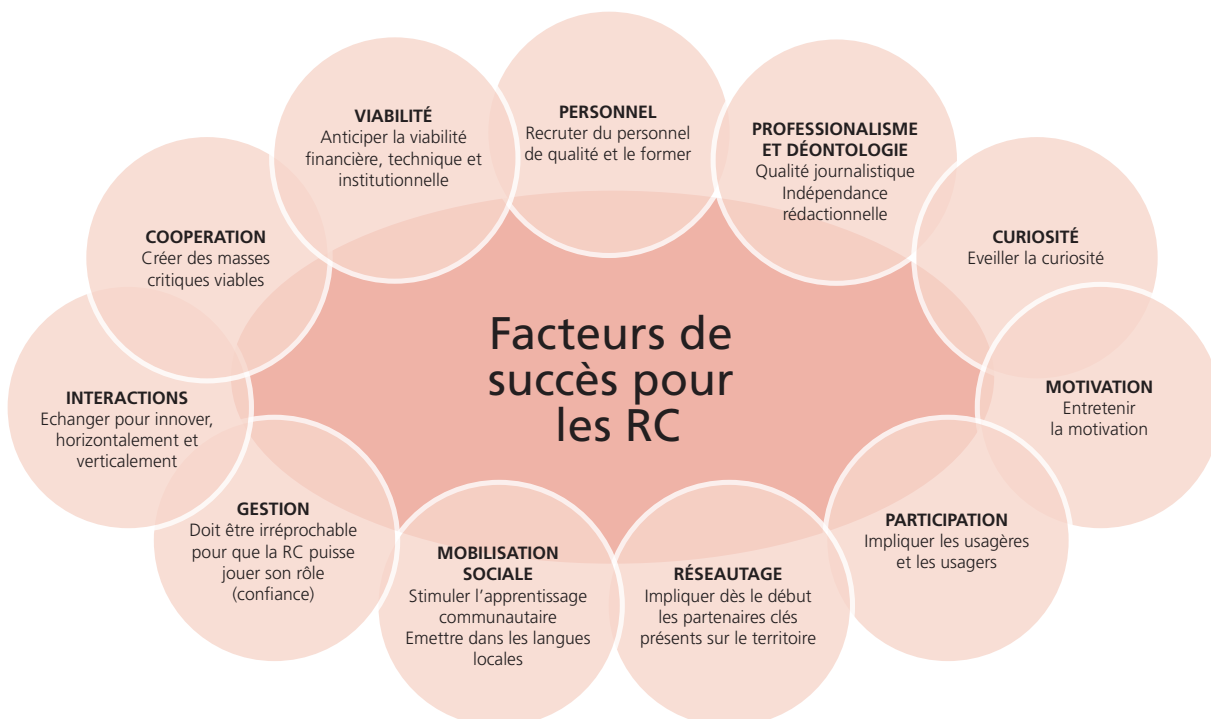 Facteurs de
succès pour
les RC
VIABILITÉ
Anticiper la viabilité
financière, technique et
institutionnelle
PERSONNEL
Recruter du personnel
de qualité et le former
PROFESSIONALISME
ET DÉONTOLOGIE
Qualité journalistique
Indépendance
rédactionnelle
CURIOSITÉ
Eveiller la curiosité
MOTIVATION
Entretenir
la motivation
PARTICIPATION
Impliquer les usagères
et les usagers
RÉSEAUTAGE
Impliquer dès le début
les partenaires clés
présents sur le territoire
MOBILISATION
SOCIALE
Stimuler l’apprentissage
communautaire
Emettre dans les langues
locales
GESTION
Doit être irréprochable
pour que la RC puisse
jouer son rôle
(confiance)
INTERACTIONS
Echanger pour innover,
horizontalement et
verticalement
COOPERATION
Créer des masses
critiques viables